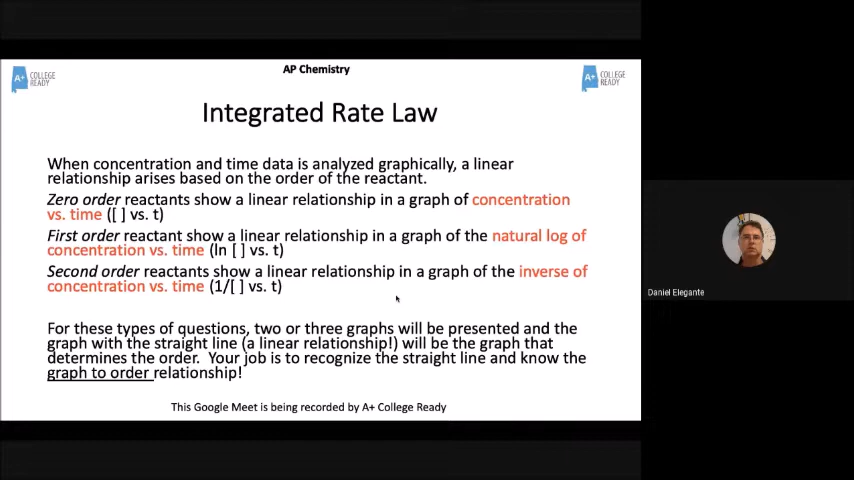 AP Chemistry
A+ COLLEGE READY
A+ COLLEGE READY
Integrated Rate Law
When concentration and time data is analyzed graphically, a linear
relationship arises based on the order of the reactant.
Zero order reactants show a linear relationship in a graph of concentration
vs. time ([ ] vs. t)
First order reactant show a linear relationship in a graph of the natural log of
concentration vs. time (ln [ ] vs. t)
Second order reactants show a linear relationship in a graph of the inverse of
concentration vs. time (1/[ ] vs. t)
For these types of questions, two or three graphs will be presented and the
graph with the straight line (a linear relationship!) will be the graph that
determines the order. Your job is to recognize the straight line and know the
graph to order relationship!
This Google Meet is being recorded by A+ College Ready
Daniel Elegante